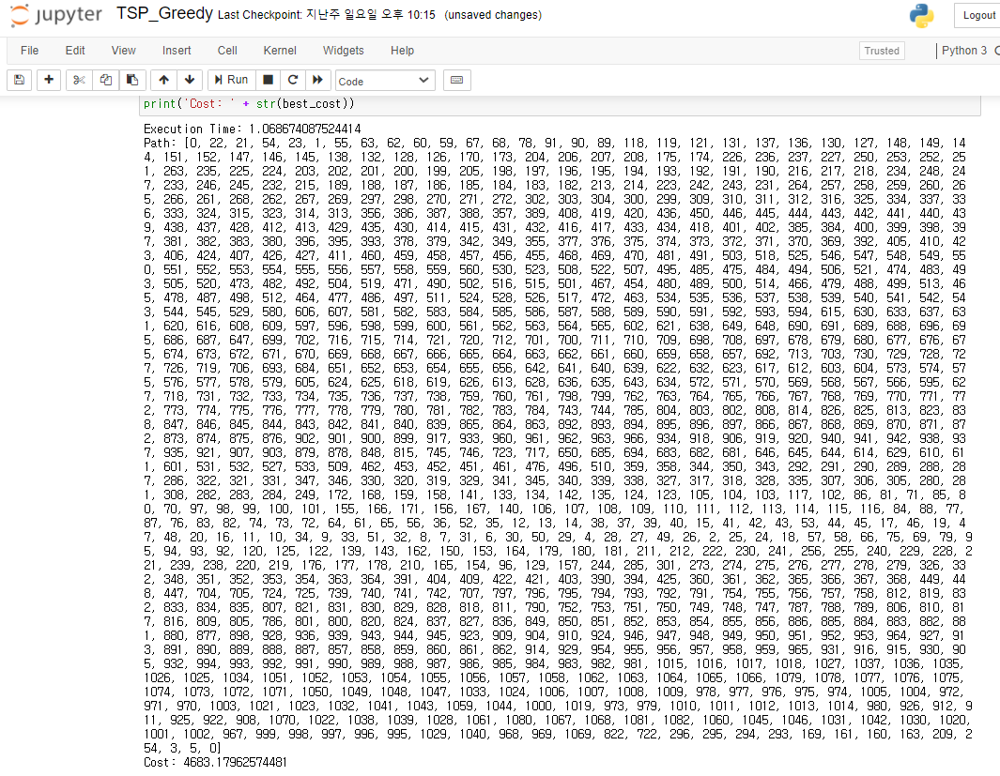 jupyter TSP_Greedy Last Checkpoint: 지난주 일요일 오후 10:15 (unsaved changes) Logout
File Edit View Insert Cell Kernel Widgets Help Trusted Python 3
Run Code
print('Cost: ' + str(best_cost))
Execution Time: 1.068674087524414
Path: [0, 22, 21, 54, 23, 1, 55, 63, 62, 60, 59, 67, 68, 78, 91, 90, 89, 118, 119, 121, 131, 137, 136, 130, 127, 148, 149, 14
4, 151, 152, 147, 146, 145, 138, 132, 128, 126, 170, 173, 204, 206, 207, 208, 175, 174, 226, 236, 237, 227, 250, 253, 252, 25
1, 263, 235, 225, 224, 203, 202, 201, 200, 199, 205, 198, 197, 196, 195, 194, 193, 192, 191, 190, 216, 217, 218, 234, 248, 24
7, 233, 246, 245, 232, 215, 189, 188, 187, 186, 185, 184, 183, 182, 213, 214, 223, 242, 243, 231, 264, 257, 258, 259, 260, 26
5, 266, 261, 268, 262, 267, 269, 297, 298, 270, 271, 272, 302, 303, 304, 300, 299, 309, 310, 311, 312, 316, 325, 334, 337, 33
6, 333, 324, 315, 323, 314, 313, 356, 386, 387, 388, 357, 389, 408, 419, 420, 436, 450, 446, 445, 444, 443, 442, 441, 440, 43
9, 438, 437, 428, 412, 413, 429, 435, 430, 414, 415, 431, 432, 416, 417, 433, 434, 418, 401, 402, 385, 384, 400, 399, 398, 39
7, 381, 382, 383, 380, 396, 395, 393, 378, 379, 342, 349, 355, 377, 376, 375, 374, 373, 372, 371, 370, 369, 392, 405, 410, 42
3, 406, 424, 407, 426, 427, 411, 460, 459, 458, 457, 456, 455, 468, 469, 470, 481, 491, 503, 518, 525, 546, 547, 548, 549, 55
0, 551, 552, 553, 554, 555, 556, 557, 558, 559, 560, 530, 523, 508, 522, 507, 495, 485, 475, 484, 494, 506, 521, 474, 483, 49
3, 505, 520, 473, 482, 492, 504, 519, 471, 490, 502, 516, 515, 501, 467, 454, 480, 489, 500, 514, 466, 479, 488, 499, 513, 46
5, 478, 487, 498, 512, 464, 477, 486, 497, 511, 524, 528, 526, 517, 472, 463, 534, 535, 536, 537, 538, 539, 540, 541, 542, 54
3, 544, 545, 529, 580, 606, 607, 581, 582, 583, 584, 585, 586, 587, 588, 589, 590, 591, 592, 593, 594, 615, 630, 633, 637, 63
1, 620, 616, 608, 609, 597, 596, 598, 599, 600, 561, 562, 563, 564, 565, 602, 621, 638, 649, 648, 690, 691, 689, 688, 696, 69
5, 686, 687, 647, 699, 702, 716, 715, 714, 721, 720, 712, 701, 700, 711, 710, 709, 698, 708, 697, 678, 679, 680, 677, 676, 67
5, 674, 673, 672, 671, 670, 669, 668, 667, 666, 665, 664, 663, 662, 661, 660, 659, 658, 657, 692, 713, 703, 730, 729, 728, 72
7, 726, 719, 706, 693, 684, 651, 652, 653, 654, 655, 656, 642, 641, 640, 639, 622, 632, 623, 617, 612, 603, 604, 573, 574, 57
5, 576, 577, 578, 579, 605, 624, 625, 618, 619, 626, 613, 628, 636, 635, 643, 634, 572, 571, 570, 569, 568, 567, 566, 595, 62
7, 718, 731, 732, 733, 734, 735, 736, 737, 738, 759, 760, 761, 798, 799, 762, 763, 764, 765, 766, 767, 768, 769, 770, 771, 77
2, 773, 774, 775, 776, 777, 778, 779, 780, 781, 782, 783, 784, 743, 744, 785, 804, 803, 802, 808, 814, 826, 825, 813, 823, 83
8, 847, 846, 845, 844, 843, 842, 841, 840, 839, 865, 864, 863, 892, 893, 894, 895, 896, 897, 866, 867, 868, 869, 870, 871, 87
2, 873, 874, 875, 876, 902, 901, 900, 899, 917, 933, 960, 961, 962, 963, 966, 934, 918, 906, 919, 920, 940, 941, 942, 938, 93
7, 935, 921, 907, 903, 879, 878, 848, 815, 745, 746, 723, 717, 650, 685, 694, 683, 682, 681, 646, 645, 644, 614, 629, 610, 61
1, 601, 531, 532, 527, 533, 509, 462, 453, 452, 451, 461, 476, 496, 510, 359, 358, 344, 350, 343, 292, 291, 290, 289, 288, 28
7, 286, 322, 321, 331, 347, 346, 330, 320, 319, 329, 341, 345, 340, 339, 338, 327, 317, 318, 328, 335, 307, 306, 305, 280, 28
1, 308, 282, 283, 284, 249, 172, 168, 159, 158, 141, 133, 134, 142, 135, 124, 123, 105, 104, 103, 117, 102, 86, 81, 71, 85, 8
0, 70, 97, 98, 99, 100, 101, 155, 166, 171, 156, 167, 140, 106, 107, 108, 109, 110, 111, 112, 113, 114, 115, 116, 84, 88, 77,
87, 76, 83, 82, 74, 73, 72, 64, 61, 65, 56, 36, 52, 35, 12, 13, 14, 38, 37, 39, 40, 15, 41, 42, 43, 53, 44, 45, 17, 46, 19, 4
7, 48, 20, 16, 11, 10, 34, 9, 33, 51, 32, 8, 7, 31, 6, 30, 50, 29, 4, 28, 27, 49, 26, 2, 25, 24, 18, 57, 58, 66, 75, 69, 79, 9
5, 94, 93, 92, 120, 125, 122, 139, 143, 162, 150, 153, 164, 179, 180, 181, 211, 212, 222, 230, 241, 256, 255, 240, 229, 228, 2
21, 239, 238, 220, 219, 176, 177, 178, 210, 165, 154, 96, 129, 157, 244, 285, 301, 273, 274, 275, 276, 277, 278, 279, 326, 33
2, 348, 351, 352, 353, 354, 363, 364, 391, 404, 409, 422, 421, 403, 390, 394, 425, 360, 361, 362, 365, 366, 367, 368, 449, 44
8, 447, 704, 705, 724, 725, 739, 740, 741, 742, 707, 797, 796, 795, 794, 793, 792, 791, 754, 755, 756, 757, 758, 812, 819, 83
2, 833, 834, 835, 807, 821, 831, 830, 829, 828, 818, 811, 790, 752, 753, 751, 750, 749, 748, 747, 787, 788, 789, 806, 810, 81
7, 816, 809, 805, 786, 801, 800, 820, 824, 837, 827, 836, 849, 850, 851, 852, 853, 854, 855, 856, 886, 885, 884, 883, 882, 88
1, 880, 877, 898, 928, 936, 939, 943, 944, 945, 923, 909, 904, 910, 924, 946, 947, 948, 949, 950, 951, 952, 953, 964, 927, 91
3, 891, 890, 889, 888, 887, 857, 858, 859, 860, 861, 862, 914, 929, 954, 955, 956, 957, 958, 959, 965, 931, 916, 915, 930, 90
5, 932, 994, 993, 992, 991, 990, 989, 988, 987, 986, 985, 984, 983, 982, 981, 1015, 1016, 1017, 1018, 1027, 1037, 1036, 1035,
1026, 1025, 1034, 1051, 1052, 1053, 1054, 1055, 1056, 1057, 1058, 1062, 1063, 1064, 1065, 1066, 1079, 1078, 1077, 1076, 1075,
1074, 1073, 1072, 1071, 1050, 1049, 1048, 1047, 1033, 1024, 1006, 1007, 1008, 1009, 978, 977, 976, 975, 974, 1005, 1004, 972,
971, 970, 1003, 1021, 1023, 1032, 1041, 1043, 1059, 1044, 1000, 1019, 973, 979, 1010, 1011, 1012, 1013, 1014, 980, 926, 912, 9
11, 925, 922, 908, 1070, 1022, 1038, 1039, 1028, 1061, 1080, 1067, 1068, 1081, 1082, 1060, 1045, 1046, 1031, 1042, 1030, 1020,
1001, 1002, 967, 999, 998, 997, 996, 995, 1029, 1040, 968, 969, 1069, 822, 722, 296, 295, 294, 293, 169, 161, 160, 163, 209, 2
54, 3, 5, 0]
Cost: 4683.17962574481